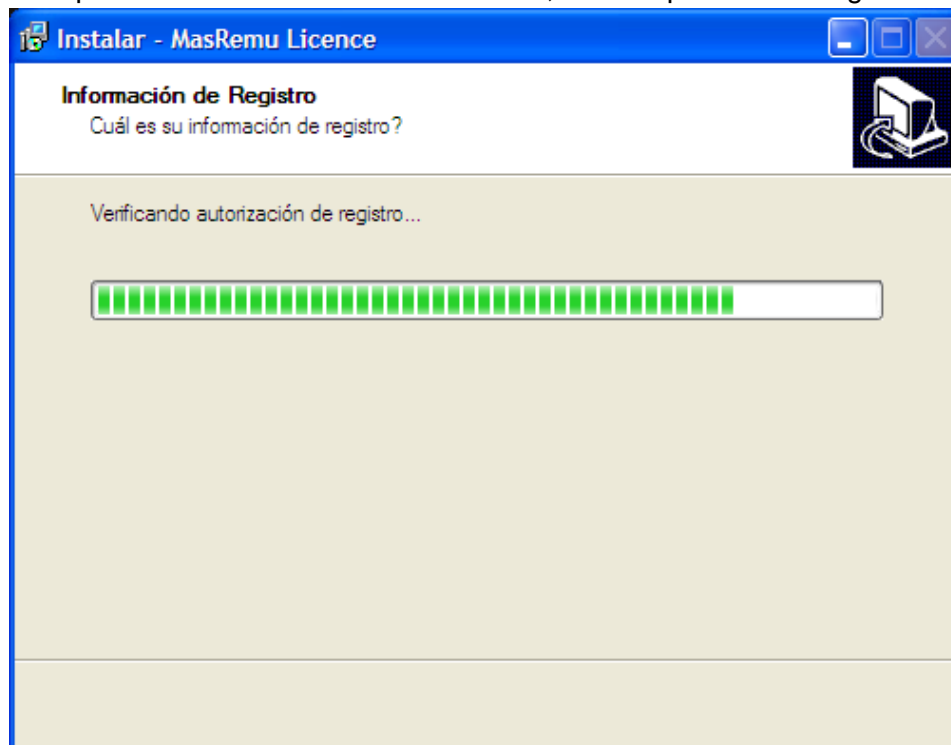 Instalar - MasRemu Licence
Información de Registro
Cuál es su información de registro?
Verificando autorización de registro...